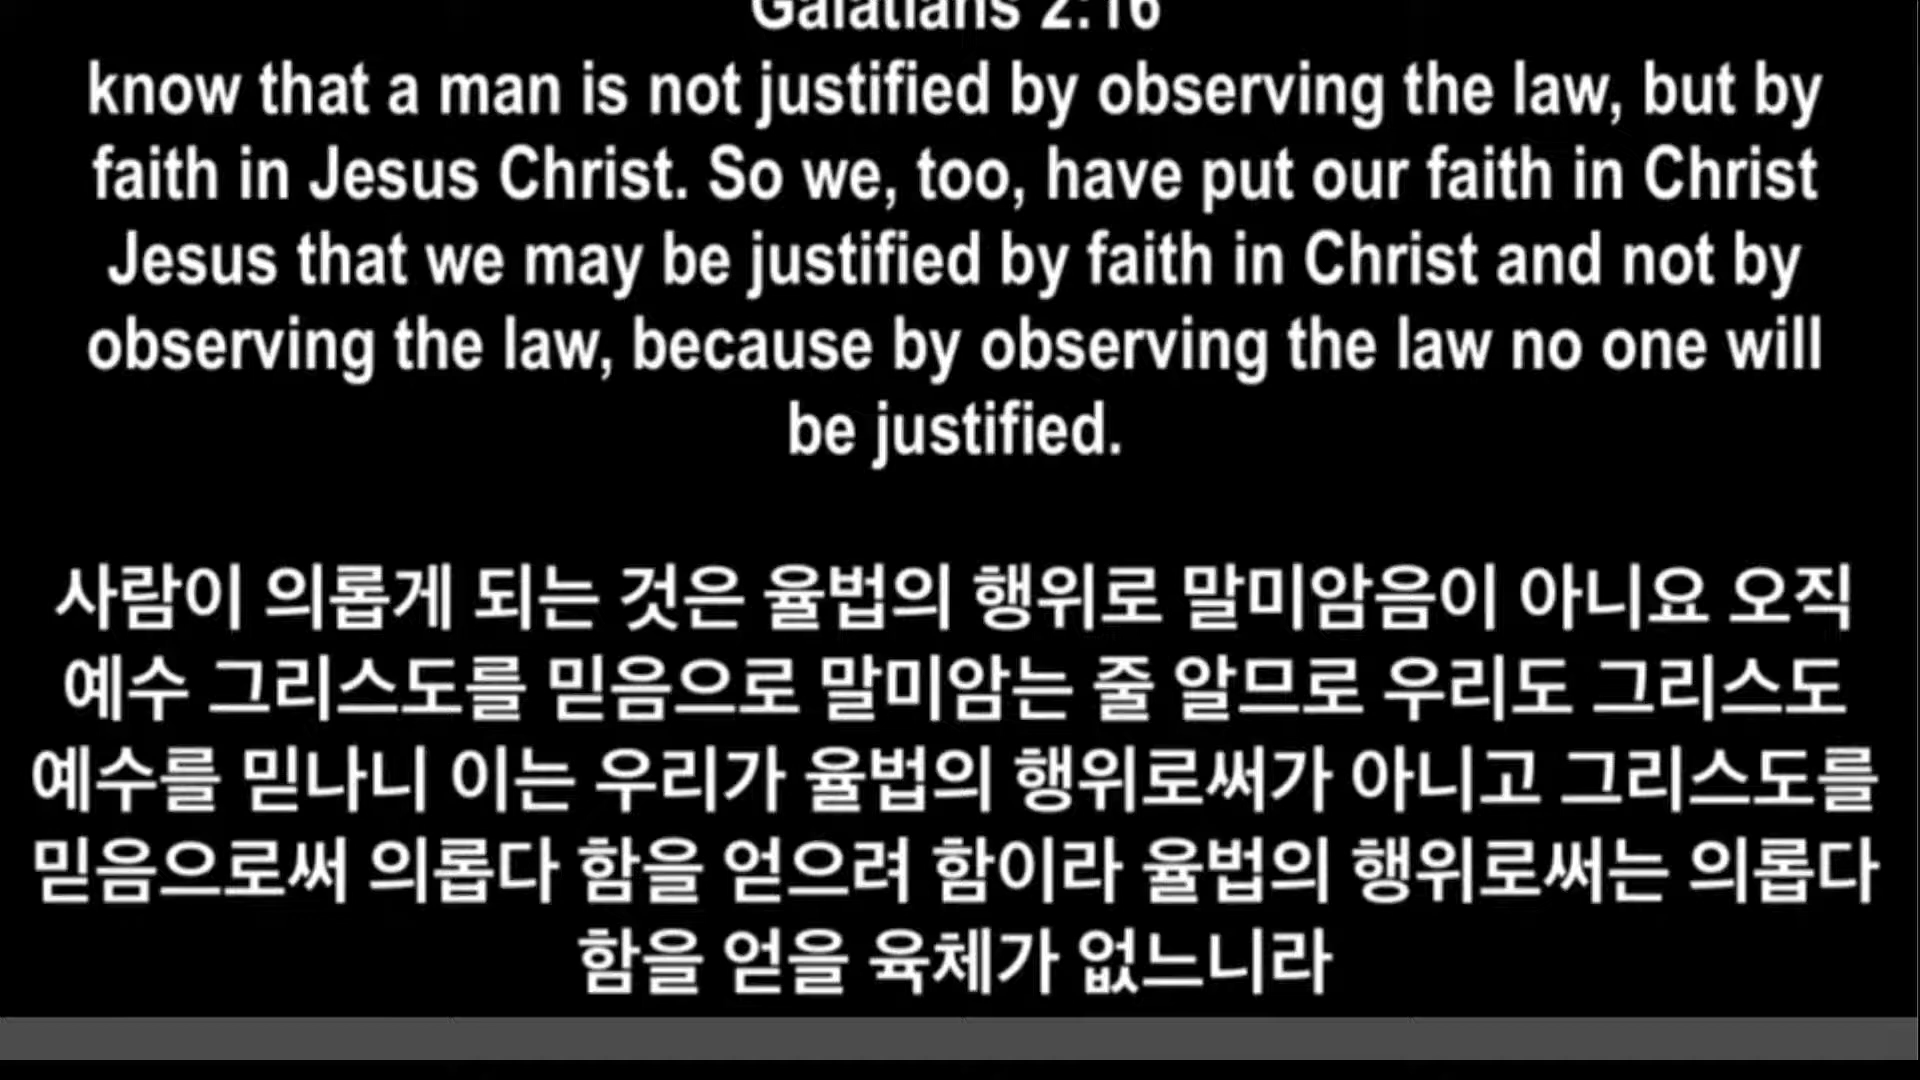 Galatians 2:16
know that a man is not justified by observing the law, but by
faith in Jesus Christ. So we, too, have put our faith in Christ
Jesus that we may be justified by faith in Christ and not by
observing the law, because by observing the law no one will
be justified.
사람이 의롭게 되는 것은 율법의 행위로 말미암음이 아니요 오직
예수 그리스도를 믿음으로 말미암는 줄 알므로 우리도 그리스도
예수를 믿나니 이는 우리가 율법의 행위로써가 아니고 그리스도를
믿음으로써 의롭다 함을 얻으려 함이라 율법의 행위로써는 의롭다
함을 얻을 육체가 없느니라